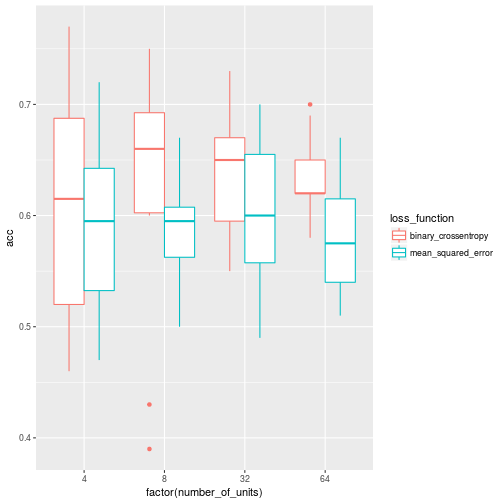 acc
0.7
0.6
0.5
0.4
4 8 32 64
factor(number_of_units)
loss_function
binary_crossentropy
mean_squared_error